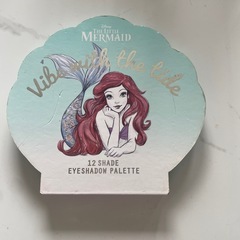 Disney
THE LITTLE
MERMAID
Vibe with the tide
12 SHADE
EYESHADOW PALETTE